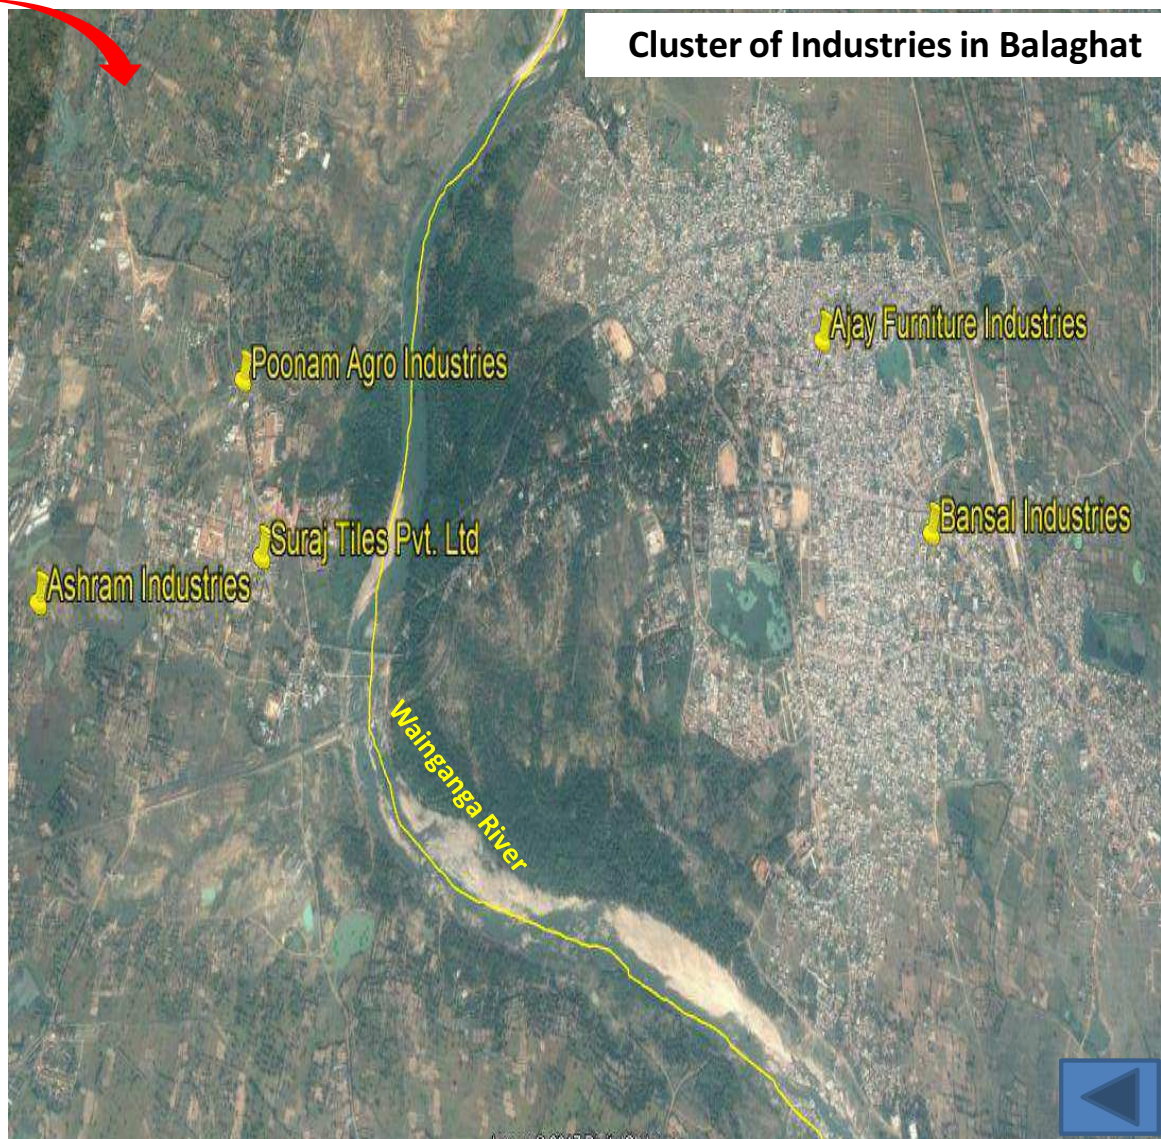 Cluster of Industries in Balaghat
Ajay Furniture Industries
Poonam Agro Industries
Bansal Industries
Suraj Tiles Pvt. Ltd
Ashram Industries
Wainganga River